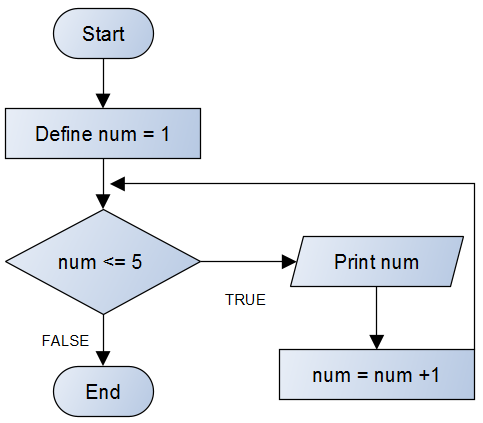 Start
Define num = 1
num <= 5
Print num
TRUE
FALSE
num = num +1
End